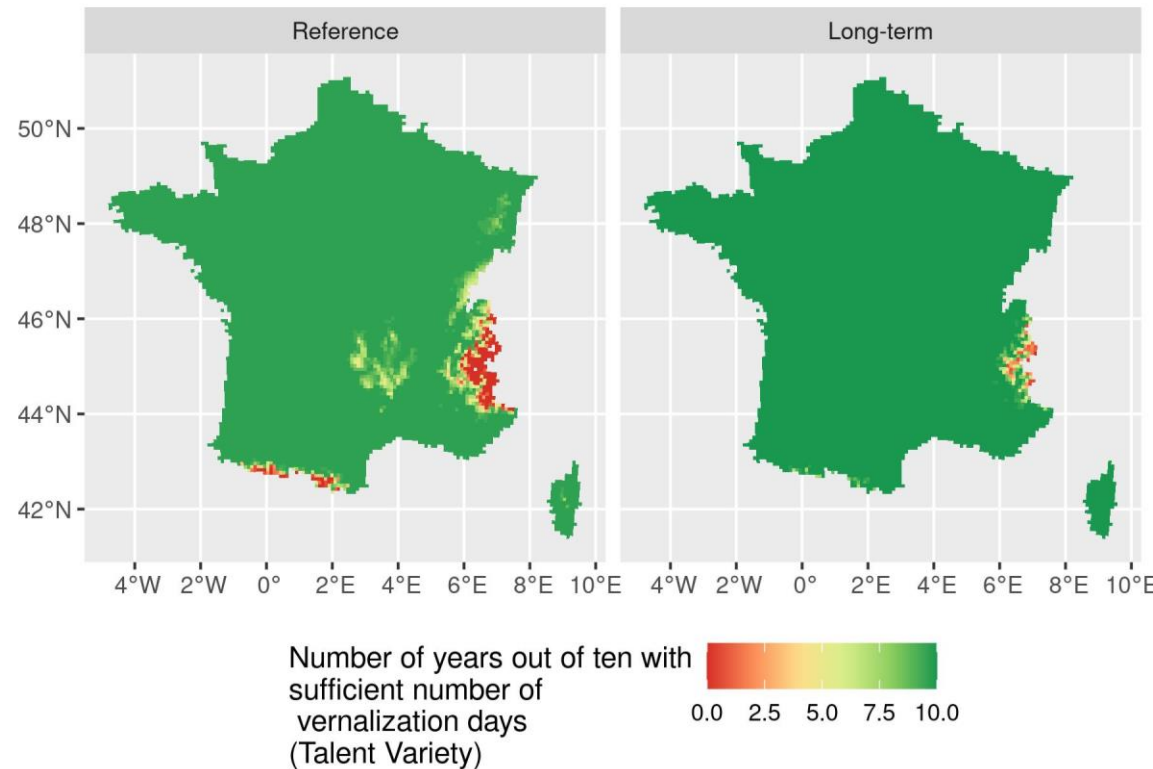 Reference
Long-term
50°N
48°N
46°N
44°N
42°N
4°W 2°W 0° 2°E 4°E 6°E 8°E 10°E
4°W 2°W 0° 2°E 4°E 6°E 8°E 10°E
Number of years out of ten with
sufficient number of
vernalization days
(Talent Variety)
0.0 2.5 5.0 7.5 10.0